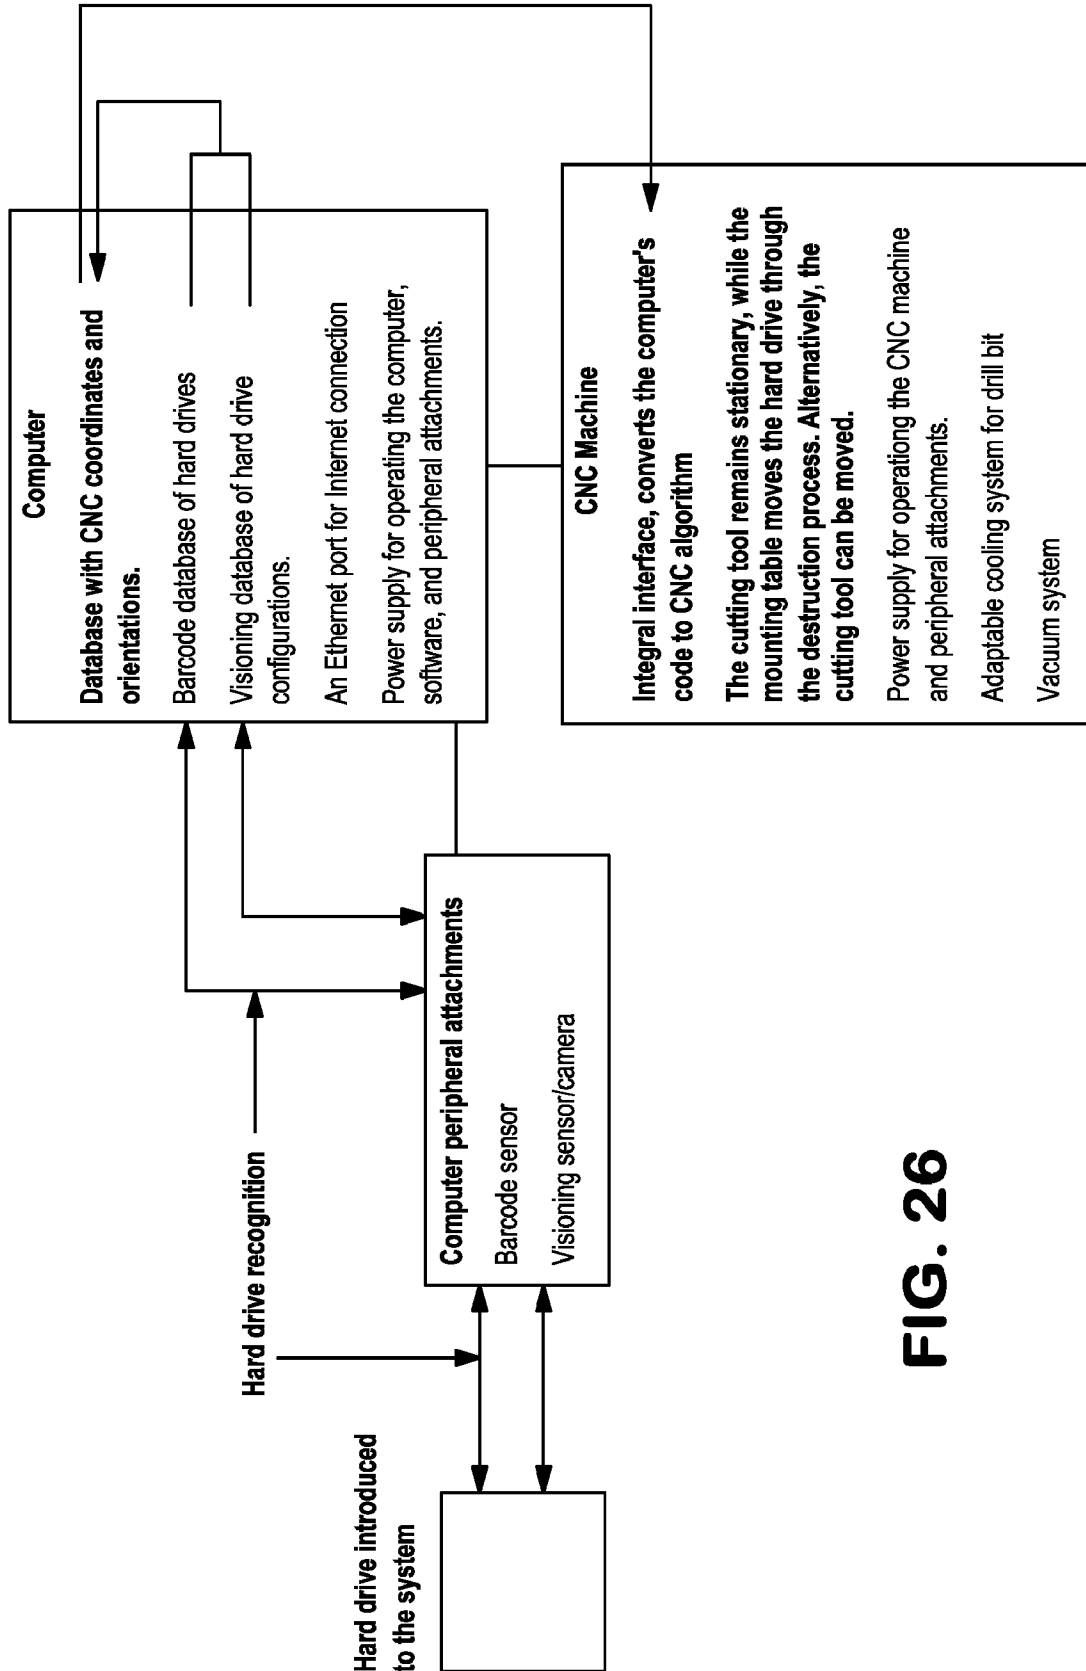 Computer
Database with CNC coordinates and
orientations.
Barcode database of hard drives
Visioning database of hard drive
configurations.
An Ethernet port for Internet connection
Power supply for operating the computer,
software, and peripheral attachments.
Hard drive recognition
Hard drive introduced
to the system
Computer peripheral attachments
Barcode sensor
Visioning sensor/camera
CNC Machine
Integral interface, converts the computer's
code to CNC algorithm
The cutting tool remains stationary, while the
mounting table moves the hard drive through
the destruction process. Alternatively, the
cutting tool can be moved.
Power supply for operationg the CNC machine
and peripheral attachments.
Adaptable cooling system for drill bit
Vacuum system
FIG. 26